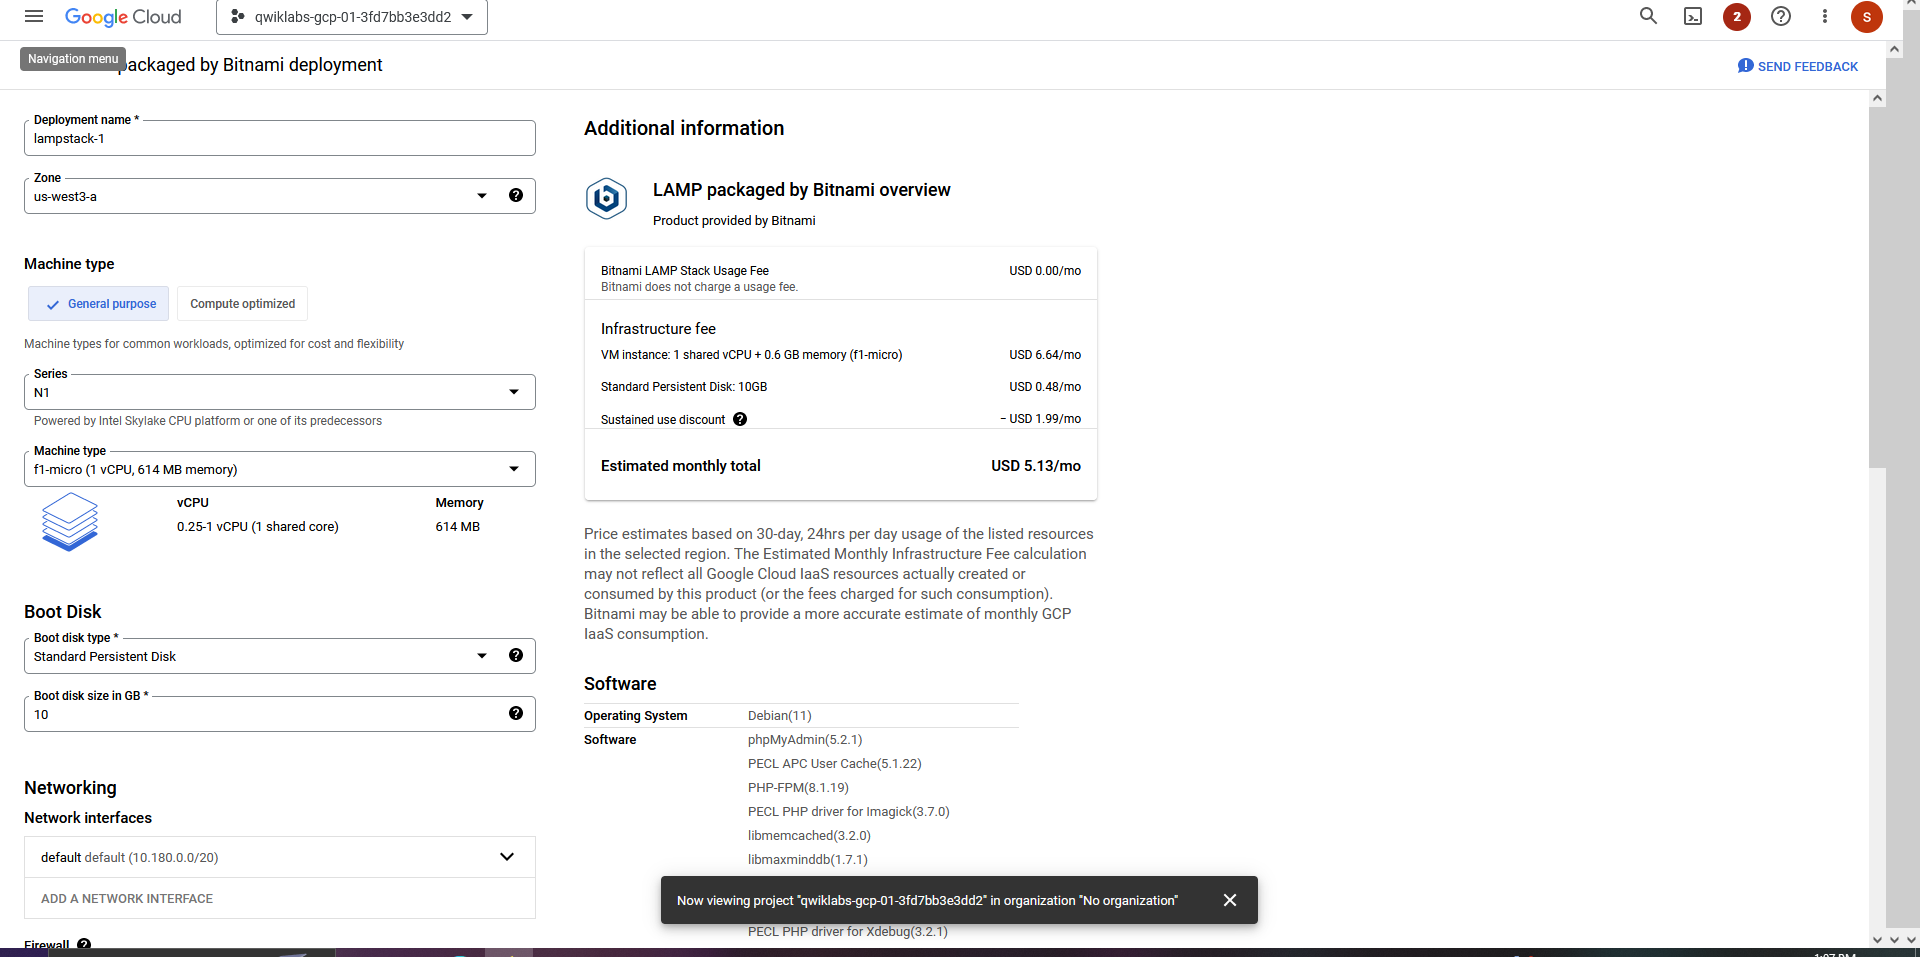 Google Cloud
qwiklabs-gcp-01-3fd7bb3e3dd2
2
S
Navigation menu
packaged by Bitnami deployment
SEND FEEDBACK
Deployment name *
lampstack-1
Zone
us-west3-a
Machine type
General purpose
Compute optimized
Machine types for common workloads, optimized for cost and flexibility
Series
N1
Powered by Intel Skylake CPU platform or one of its predecessors
Machine type
f1-micro (1 vCPU, 614 MB memory)
vCPU Memory
0.25-1 vCPU (1 shared core) 614 MB
Boot Disk
Boot disk type *
Standard Persistent Disk
Boot disk size in GB *
10
Networking
Network interfaces
default default (10.180.0.0/20)
ADD A NETWORK INTERFACE
Firewall
Additional information
LAMP packaged by Bitnami overview
Product provided by Bitnami
Bitnami LAMP Stack Usage Fee USD 0.00/mo
Bitnami does not charge a usage fee.
Infrastructure fee
VM instance: 1 shared vCPU + 0.6 GB memory (f1-micro) USD 6.64/mo
Standard Persistent Disk: 10GB USD 0.48/mo
Sustained use discount − USD 1.99/mo
Estimated monthly total USD 5.13/mo
Price estimates based on 30-day, 24hrs per day usage of the listed resources
in the selected region. The Estimated Monthly Infrastructure Fee calculation
may not reflect all Google Cloud IaaS resources actually created or
consumed by this product (or the fees charged for such consumption).
Bitnami may be able to provide a more accurate estimate of monthly GCP
IaaS consumption.
Software
Operating System Debian(11)
Software phpMyAdmin(5.2.1)
PECL APC User Cache(5.1.22)
PHP-FPM(8.1.19)
PECL PHP driver for Imagick(3.7.0)
libmemcached(3.2.0)
libmaxminddb(1.7.1)
Now viewing project "qwiklabs-gcp-01-3fd7bb3e3dd2" in organization "No organization"
PECL PHP driver for Xdebug(3.2.1)